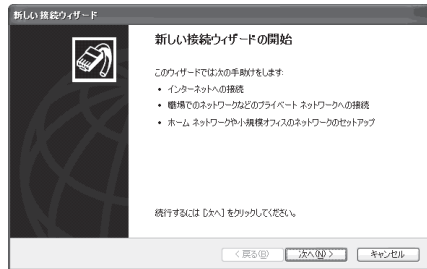 新しい接続ウィザード
新しい接続ウィザードの開始
このウィザードでは次の手助けをします:
• インターネットへの接続
• 職場でのネットワークなどのプライベート ネットワークへの接続
• ホーム ネットワークや小規模オフィスのネットワークのセットアップ
続行するには [次へ] をクリックしてください。
< 戻る(B)
次へ(N) >
キャンセル